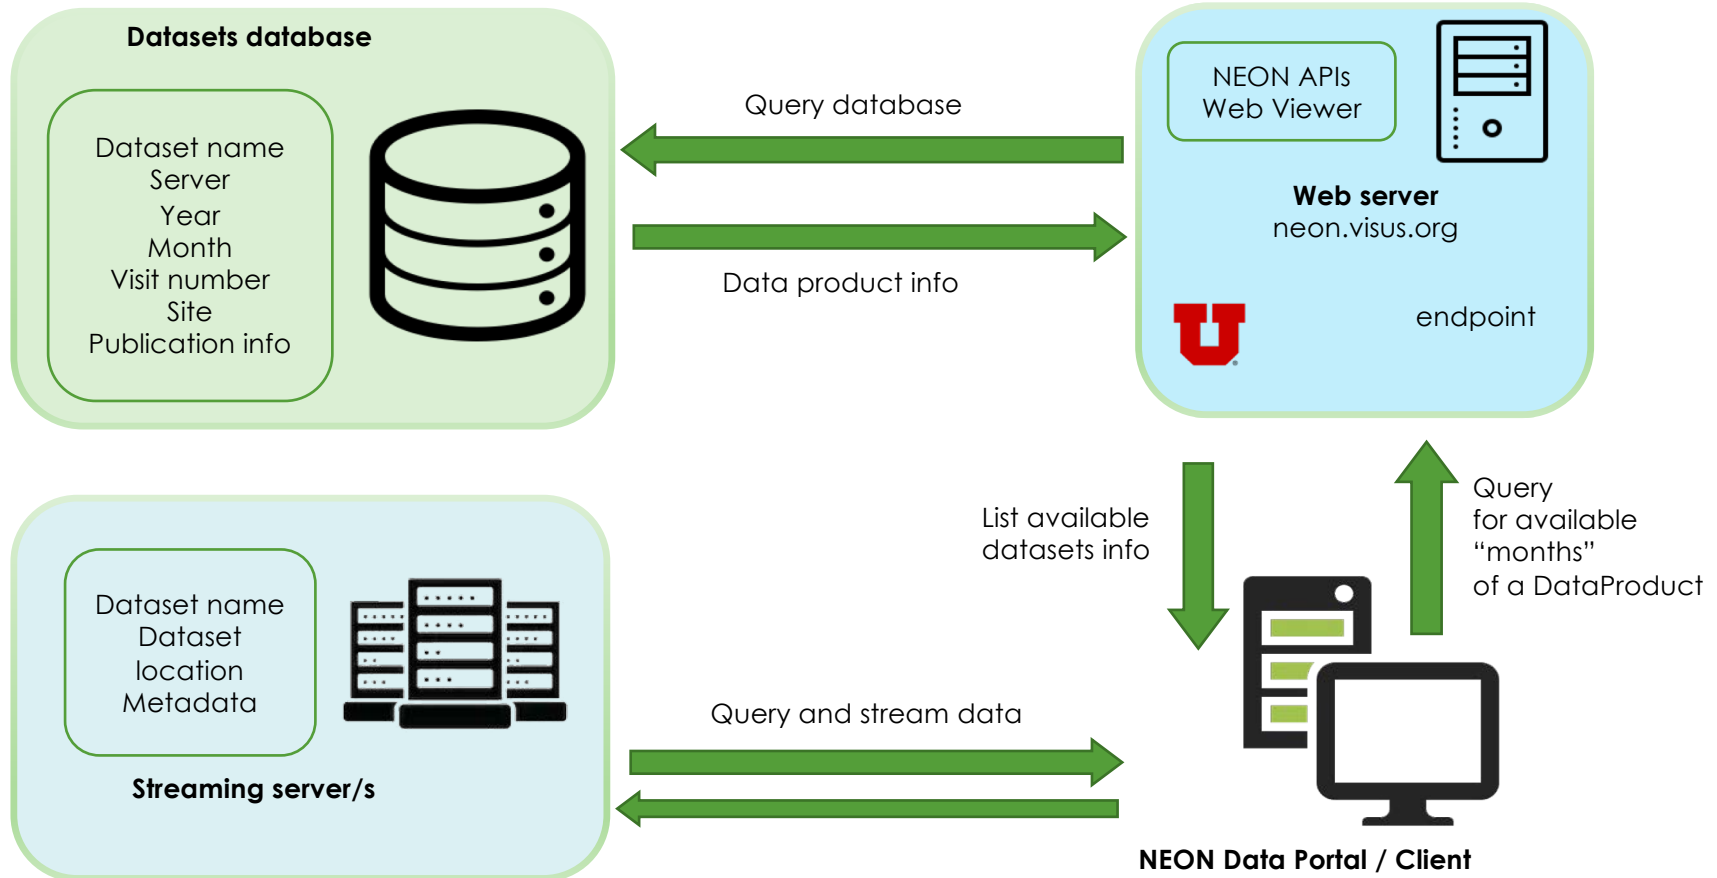 Datasets database
Dataset name
Server
Year
Month
Visit number
Site
Publication info
Query database
Data product info
NEON APIs
Web Viewer
Web server
neon.visus.org
U
®
endpoint
List available
datasets info
Query
for available
“months”
of a DataProduct
Dataset name
Dataset
location
Metadata
Streaming server/s
Query and stream data
NEON Data Portal / Client